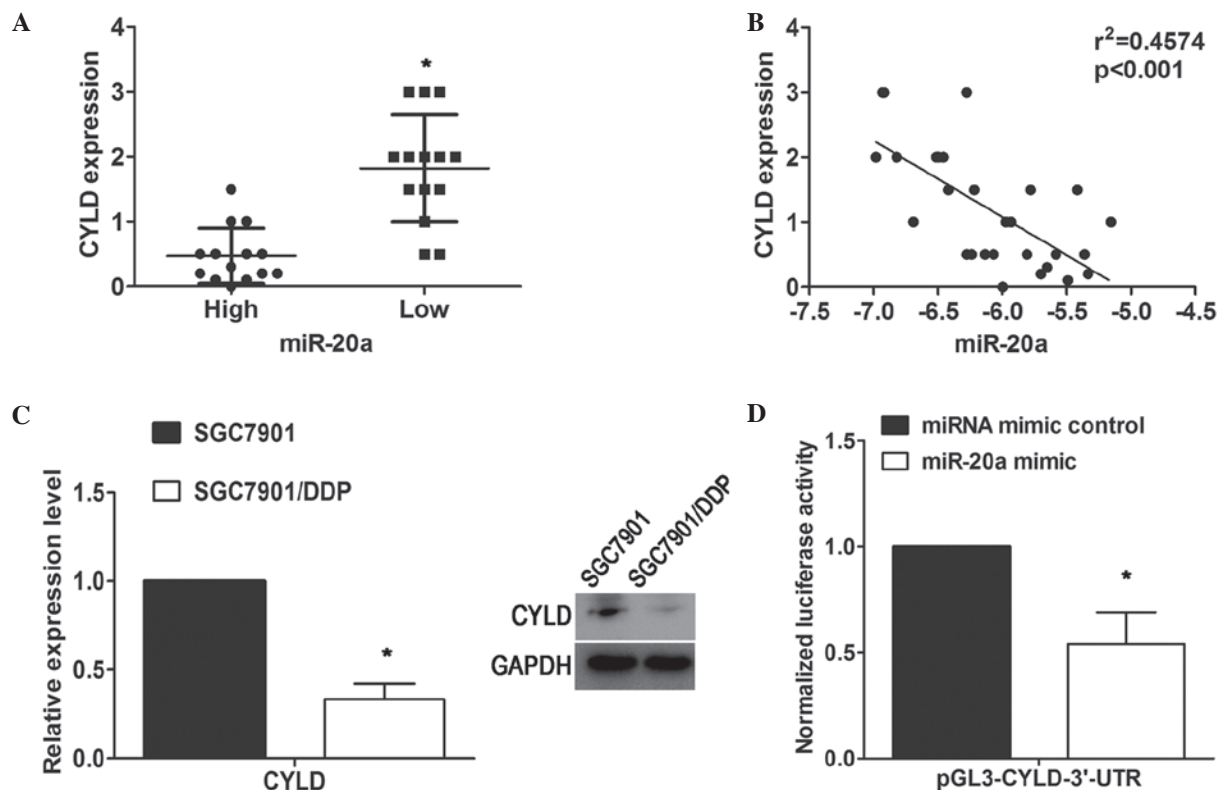 A
CYLD expression
4
3
2
1
0
*
High
Low
miR-20a
B
CYLD expression
4
3
2
1
0
r²=0.4574
p<0.001
-7.5 -7.0 -6.5 -6.0 -5.5 -5.0 -4.5
miR-20a
C
SGC7901
SGC7901/DDP
Relative expression level
1.5
1.0
0.5
0.0
*
CYLD
SGC7901
SGC7901/DDP
CYLD
GAPDH
D
miRNA mimic control
miR-20a mimic
Normalized luciferase activity
1.5
1.0
0.5
0.0
*
pGL3-CYLD-3'-UTR